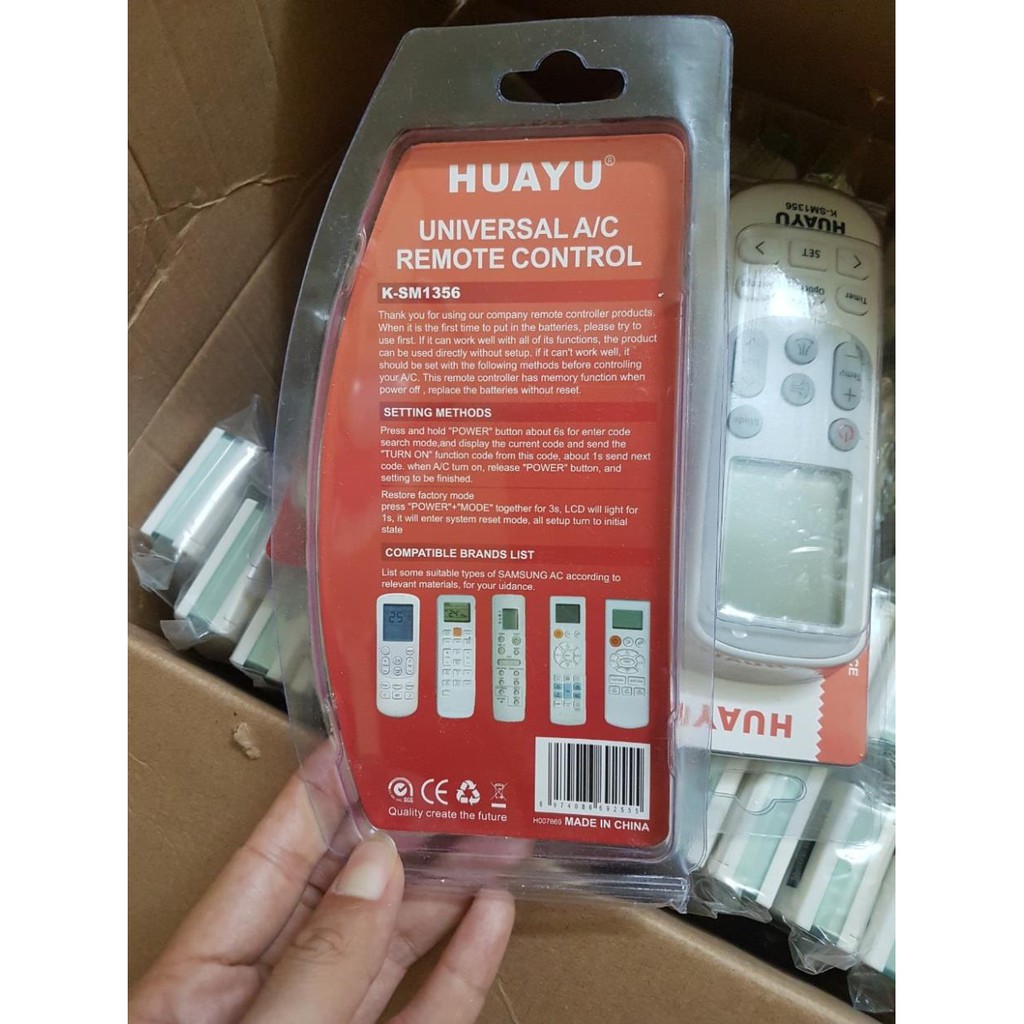 HUAYU®
UNIVERSAL A/C
REMOTE CONTROL
K-SM1356
Thank you for using our company remote controller products.
When it is the first time to put in the batteries, please try to
use first. If it can work well with all of its functions, the product
can be used directly without setup. if it can't work well, it
should be set with the following methods before controlling
your A/C. This remote controller has memory function when
power off , replace the batteries without reset.
SETTING METHODS
Press and hold "POWER" button about 6s for enter code
search mode,and display the current code and send the
"TURN ON" function code from this code, about 1s send next
code. when A/C turn on, release "POWER" button, and
setting to be finished.
Restore factory mode
press "POWER"+"MODE" together for 3s, LCD will light for
1s, it will enter system reset mode, all setup turn to initial
state
COMPATIBLE BRANDS LIST
List some suitable types of SAMSUNG AC according to
relevant materials, for your uidance.
CE
Quality create the future
6 974086 692555
H007669 MADE IN CHINA
HUAYU
K-SM1356
SET
Timer
Temp
Mode
HUAYU